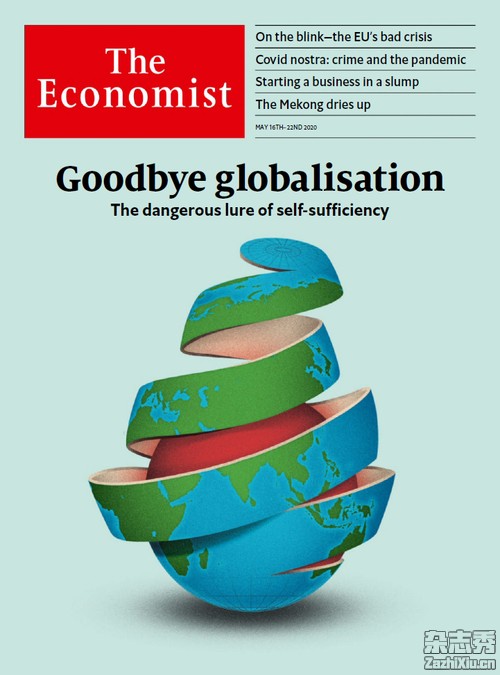 The
Economist
On the blink—the EU's bad crisis
Covid nostra: crime and the pandemic
Starting a business in a slump
The Mekong dries up
MAY 16TH–22ND 2020
Goodbye globalisation
The dangerous lure of self-sufficiency
杂志秀
ZazhiXiu.cn